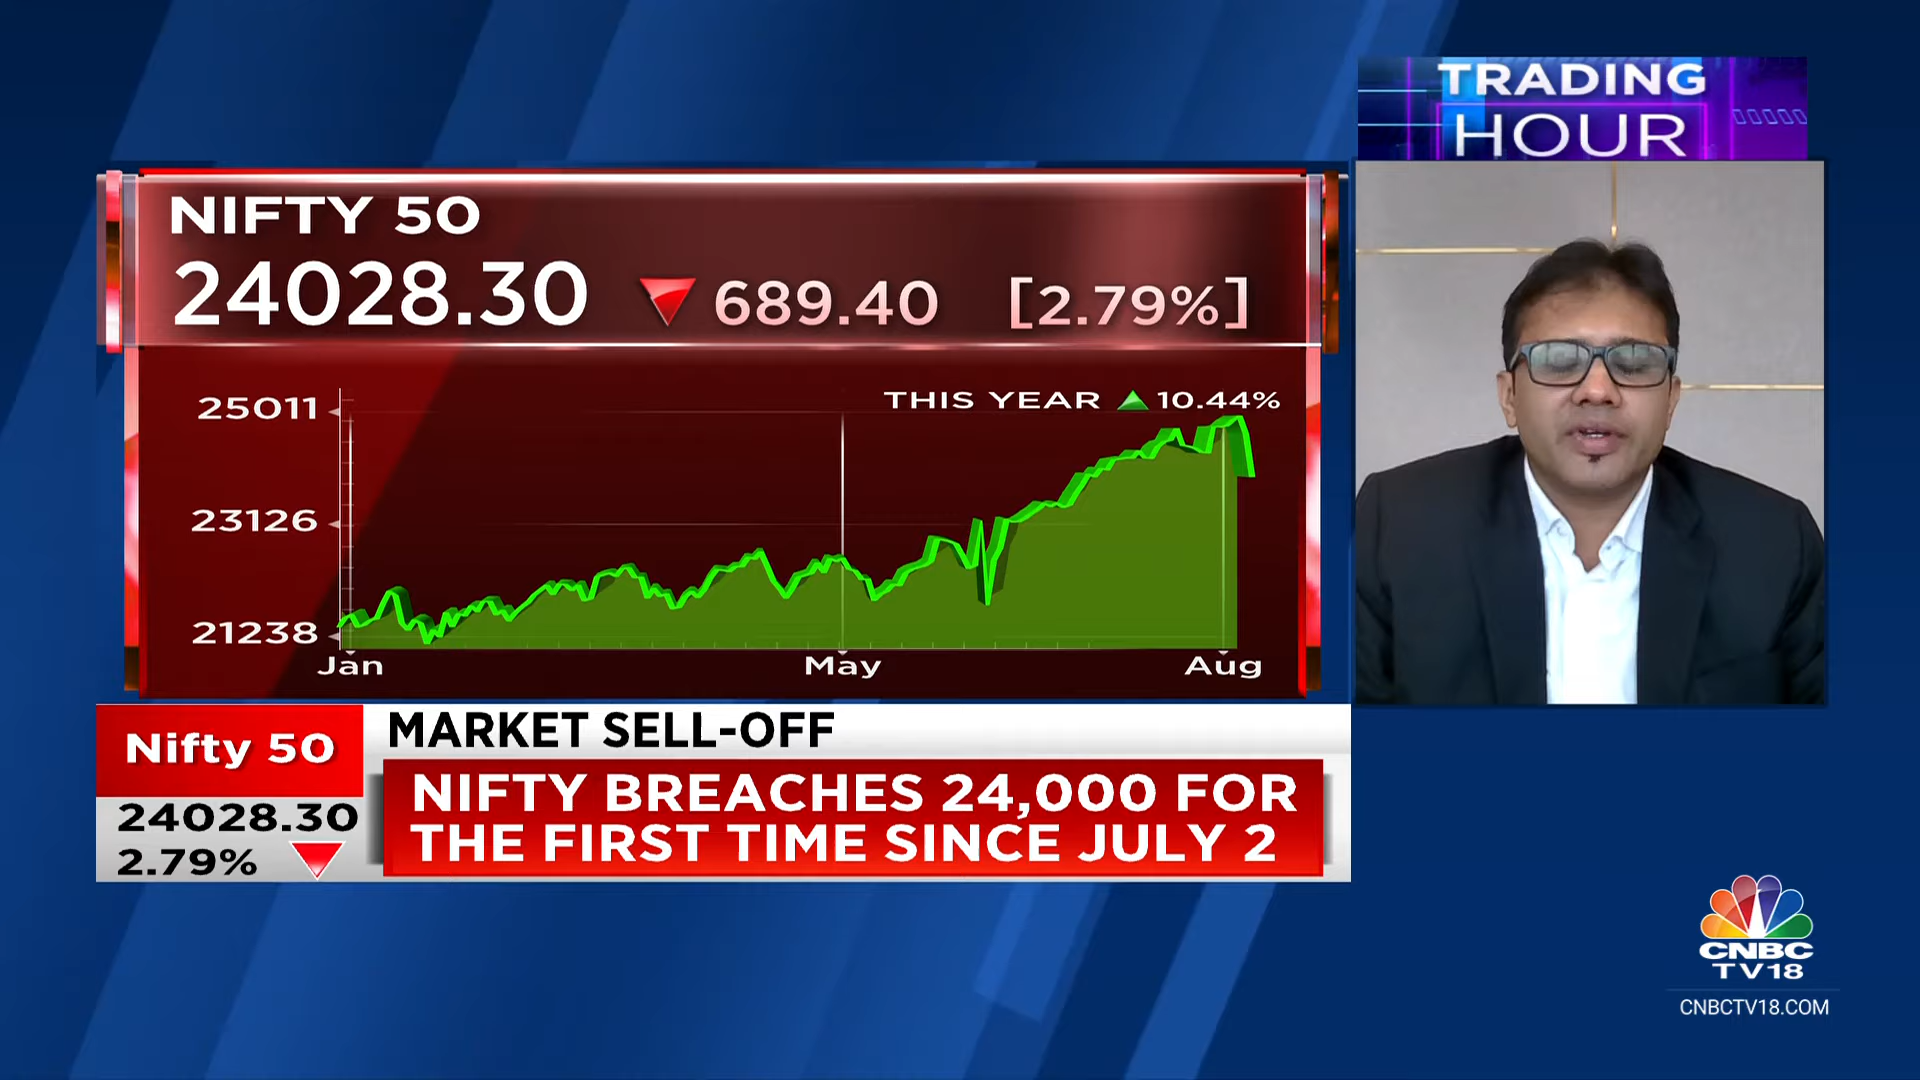 TRADING
HOUR
NIFTY 50
24028.30 689.40 [2.79%]
THIS YEAR 10.44%
25011
23126
21238
Jan May Aug
Nifty 50
24028.30
2.79%
MARKET SELL-OFF
NIFTY BREACHES 24,000 FOR
THE FIRST TIME SINCE JULY 2
CNBC
TV18
CNBCTV18.COM